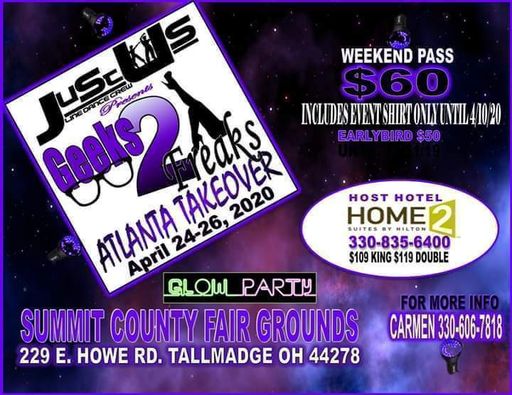 JUSt US
LINE DANCE CREW
Presents
Geeks 2 Freaks
ATLANTA TAKEOVER
April 24-26, 2020
WEEKEND PASS
$60
INCLUDES EVENT SHIRT ONLY UNTIL 4/10/20
EARLYBIRD $50
HOST HOTEL
HOME 2
SUITES BY HILTON
330-835-6400
$109 KING $119 DOUBLE
GLOW PARTY
SUMMIT COUNTY FAIR GROUNDS
229 E. HOWE RD. TALLMADGE OH 44278
FOR MORE INFO
CARMEN 330-606-7818